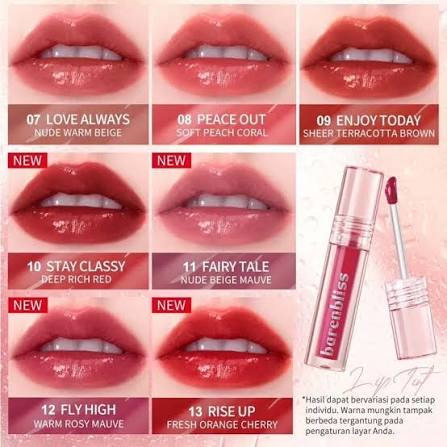 07 LOVE ALWAYS
NUDE WARM BEIGE
08 PEACE OUT
SOFT PEACH CORAL
09 ENJOY TODAY
SHEER TERRACOTTA BROWN
NEW
10 STAY CLASSY
DEEP RICH RED
NEW
11 FAIRY TALE
NUDE BEIGE MAUVE
barenbliss
NEW
12 FLY HIGH
WARM ROSY MAUVE
NEW
13 RISE UP
FRESH ORANGE CHERRY
Lip Tint
*Hasil dapat bervariasi pada setiap
individu. Warna mungkin tampak
berbeda tergantung pada
pengaturan layar Anda.